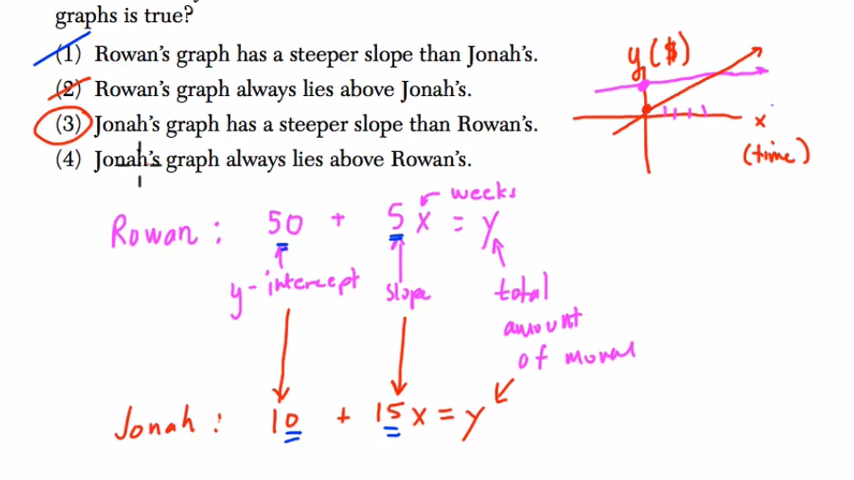 graphs is true?
(1) Rowan's graph has a steeper slope than Jonah's.
(2) Rowan's graph always lies above Jonah's.
(3) Jonah's graph has a steeper slope than Rowan's.
(4) Jonah's graph always lies above Rowan's.
y ($)
x
(time)
weeks
Rowan: 50 + 5x = y
y-intercept
slope
total
amount
of
Jonah: 10 + 15x = y